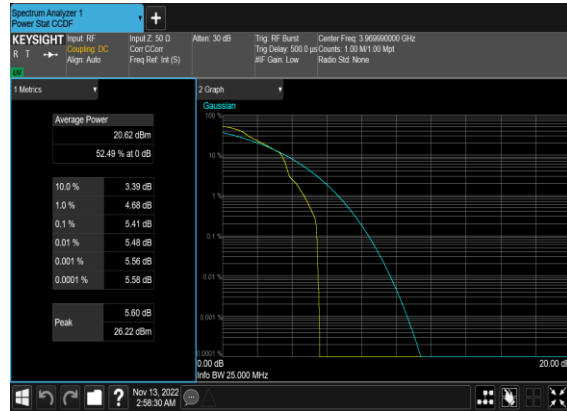 Spectrum Analyzer 1
Power Stat CCDF
+
KEYSIGHT
R T
LXI
Input: RF
Coupling: DC
Align: Auto
Input Z: 50 Ω
Corr CCorr
Freq Ref: Int (S)
Atten: 30 dB
Trig: RF Burst
Trig Delay: 500.0 µs
#IF Gain: Low
Center Freq: 3.969990000 GHz
Counts: 1.00 M/1.00 Mpt
Radio Std: None
1 Metrics
Average Power
20.62 dBm
52.49 % at 0 dB
10.0 % 3.39 dB
1.0 % 4.68 dB
0.1 % 5.41 dB
0.01 % 5.48 dB
0.001 % 5.56 dB
0.0001 % 5.58 dB
Peak
5.60 dB
26.22 dBm
2 Graph
Gaussian
100 %
10 %
1 %
0.1 %
0.01 %
0.001 %
0.0001 %
0.00 dB
20.00 dB
Info BW 25.000 MHz
?
Nov 13, 2022
2:58:30 AM